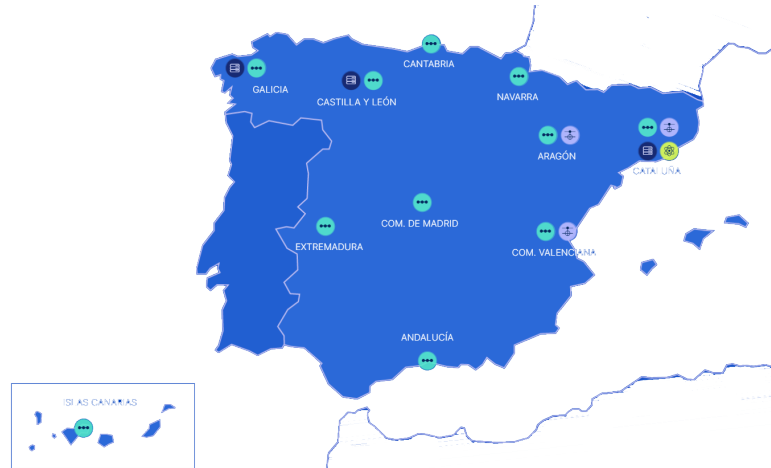 CANTABRIA
GALICIA
CASTILLA Y LEÓN
NAVARRA
ARAGÓN
CATALUÑA
COM. DE MADRID
EXTREMADURA
COM. VALENCIANA
ANDALUCÍA
ISLAS CANARIAS